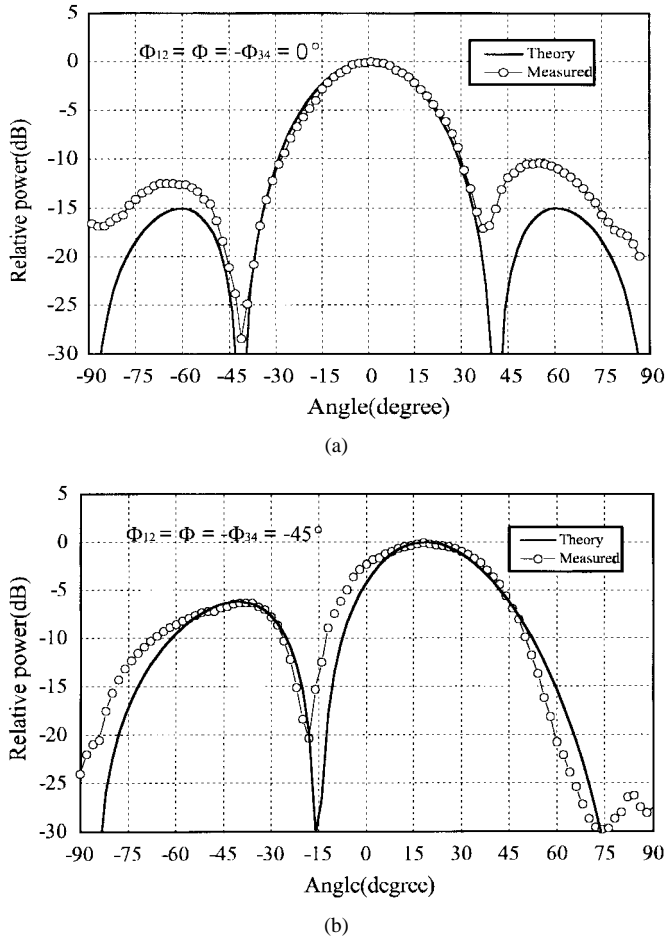 5
Φ12 = Φ = -Φ34 = 0°
Theory
Measured
0
-5
-10
-15
-20
-25
-30
Relative power(dB)
-90 -75 -60 -45 -30 -15 0 15 30 45 60 75 90
Angle(degree)
(a)
5
Φ12 = Φ = -Φ34 = -45°
Theory
Measured
0
-5
-10
-15
-20
-25
-30
Relative power(dB)
-90 -75 -60 -45 -30 -15 0 15 30 45 60 75 90
Angle(degree)
(b)